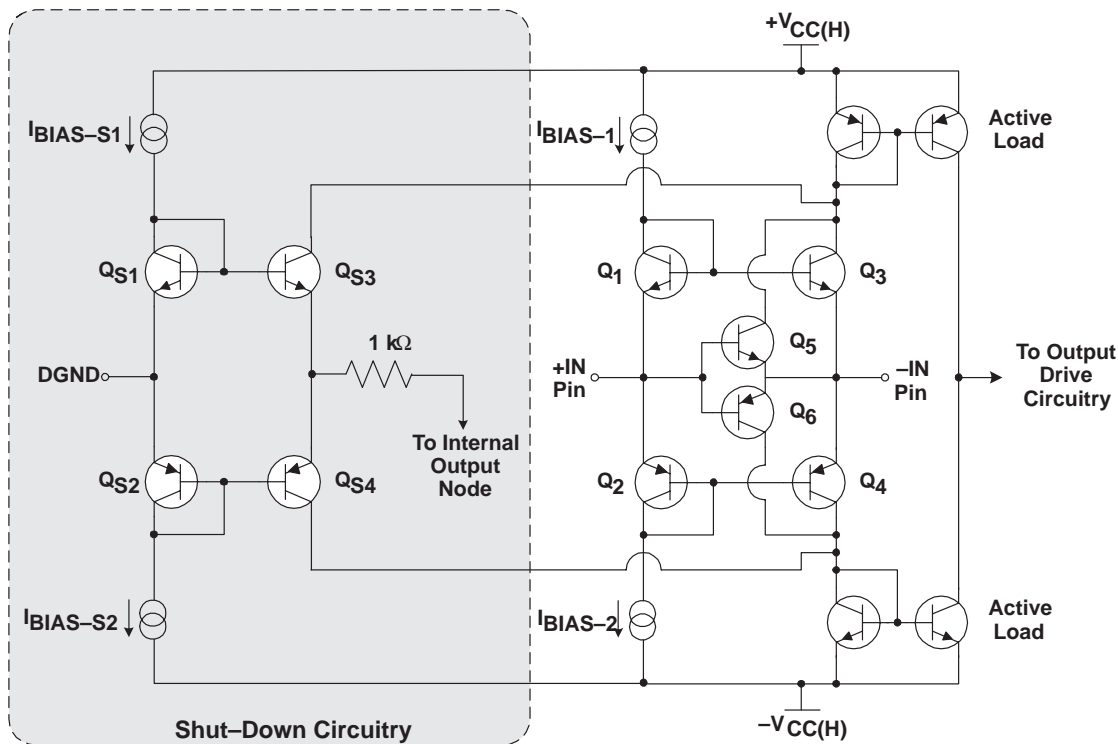 +VCC(H)
IBIAS–S1
IBIAS–1
Active
Load
QS1
QS3
Q1
Q3
1 kΩ
Q5
DGND
+IN
Pin
–IN
Pin
To Output
Drive
Circuitry
Q6
To Internal
Output
Node
QS2
QS4
Q2
Q4
IBIAS–S2
IBIAS–2
Active
Load
Shut–Down Circuitry
–VCC(H)